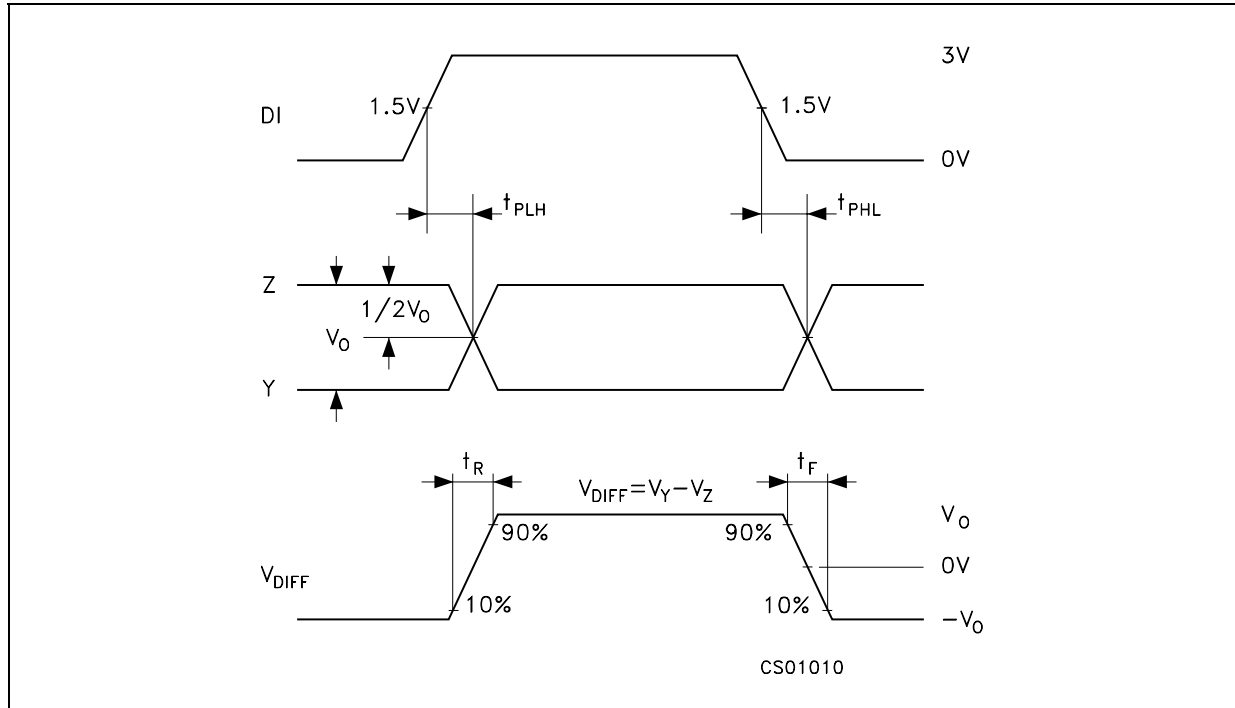 3V
1.5V
1.5V
DI
0V
tPLH
tPHL
Z
1/2VO
VO
Y
tR
tF
VDIFF=VY−VZ
VO
90%
90%
0V
VDIFF
10%
10%
−VO
CS01010